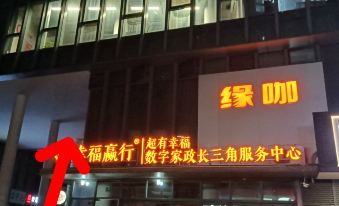 缘咖
幸福赢行®
超有幸福
数字家政长三角服务中心